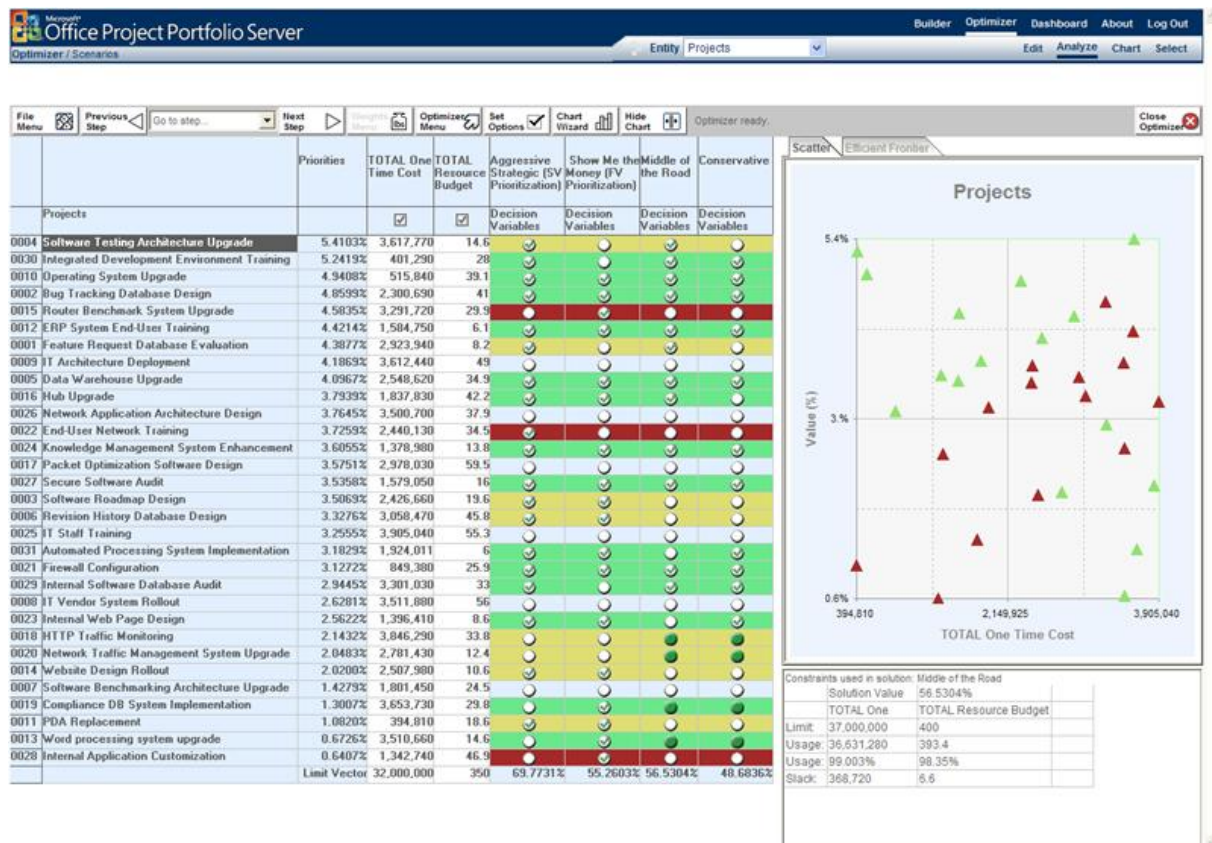 Microsoft
Office Project Portfolio Server
Builder Optimizer Dashboard About Log Out
Optimizer / Scenarios
Entity Projects
Edit Analyze Chart Select
File Menu
Previous Step
Go to step...
Next Step
Weights Menu
Optimizer Menu
Set Options
Chart Wizard
Hide Chart
Optimizer ready.
Close Optimizer
Priorities TOTAL One Time Cost TOTAL Resource Budget Aggressive Strategic (SV Prioritization) Show Me the Money (FV Prioritization) Middle of the Road Conservative
Projects Decision Variables Decision Variables Decision Variables Decision Variables
0004 Software Testing Architecture Upgrade 5.4103% 3,617,770 14.6
0030 Integrated Development Environment Training 5.2419% 401,290 28
0010 Operating System Upgrade 4.9408% 515,840 39.1
0002 Bug Tracking Database Design 4.8599% 2,300,690 41
0015 Router Benchmark System Upgrade 4.5835% 3,291,720 29.9
0012 ERP System End-User Training 4.4214% 1,584,750 6.1
0001 Feature Request Database Evaluation 4.3877% 2,923,940 8.2
0009 IT Architecture Deployment 4.1869% 3,612,440 49
0005 Data Warehouse Upgrade 4.0967% 2,548,620 34.9
0016 Hub Upgrade 3.7939% 1,837,830 42.2
0026 Network Application Architecture Design 3.7645% 3,500,700 37.9
0022 End-User Network Training 3.7259% 2,440,130 34.5
0024 Knowledge Management System Enhancement 3.6055% 1,378,980 13.8
0017 Packet Optimization Software Design 3.5751% 2,978,030 59.5
0027 Secure Software Audit 3.5358% 1,579,050 16
0003 Software Roadmap Design 3.5069% 2,426,660 19.6
0006 Revision History Database Design 3.3276% 3,058,470 45.8
0025 IT Staff Training 3.2555% 3,905,040 55.3
0031 Automated Processing System Implementation 3.1829% 1,924,011 6
0021 Firewall Configuration 3.1272% 849,380 25.9
0029 Internal Software Database Audit 2.9445% 3,301,030 33
0008 IT Vendor System Rollout 2.6281% 3,511,880 56
0023 Internal Web Page Design 2.5622% 1,396,410 8.6
0018 HTTP Traffic Monitoring 2.1432% 3,846,290 33.8
0020 Network Traffic Management System Upgrade 2.0483% 2,781,430 12.4
0014 Website Design Rollout 2.0200% 2,507,980 10.6
0007 Software Benchmarking Architecture Upgrade 1.4279% 1,801,450 24.5
0019 Compliance DB System Implementation 1.3007% 3,653,730 29.8
0011 PDA Replacement 1.0820% 394,810 18.6
0013 Word processing system upgrade 0.6726% 3,510,660 14.6
0028 Internal Application Customization 0.6407% 1,342,740 46.9
Limit Vector 32,000,000 350 69.7731% 55.2603% 56.5304% 48.6836%
Scatter Efficient Frontier
Projects
5.4%
Value (%)
3.%
0.6%
394,810 2,149,925 3,905,040
TOTAL One Time Cost
Constraints used in solution: Middle of the Road
Solution Value 56.5304%
TOTAL One TOTAL Resource Budget
Limit: 37,000,000 400
Usage: 36,631,280 393.4
Usage: 99.003% 98.35%
Slack: 368,720 6.6